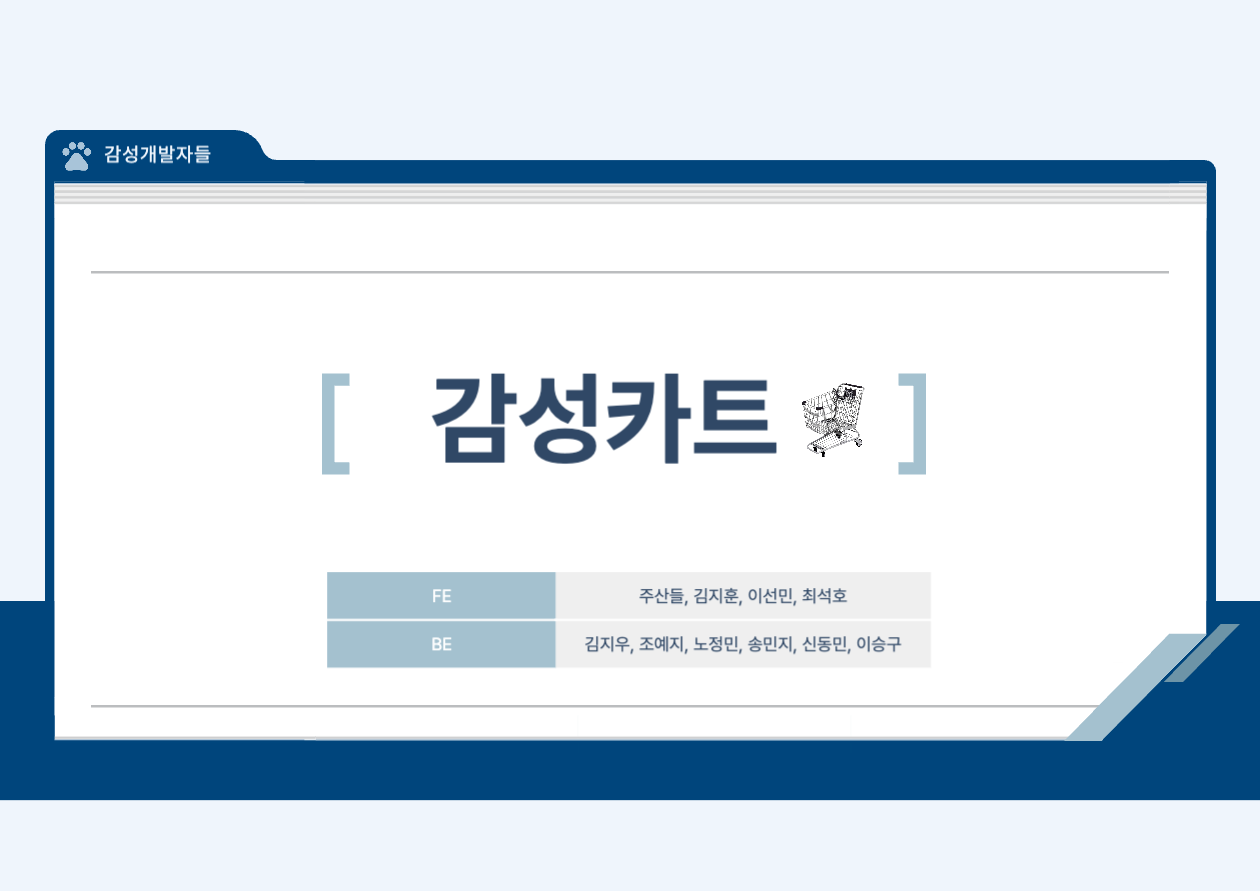 감성개발자들
[ 감성카트 ]
FE 주산들, 김지훈, 이선민, 최석호
BE 김지우, 조예지, 노정민, 송민지, 신동민, 이승구